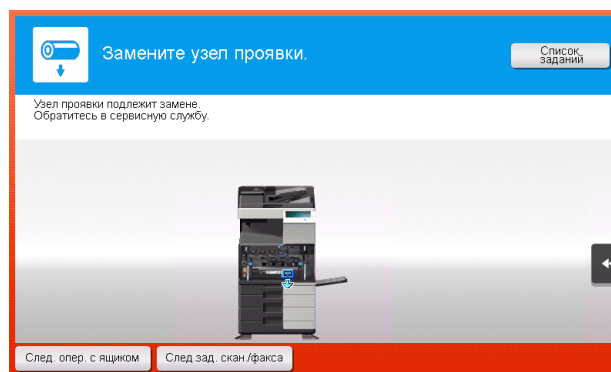 Замените узел проявки.
Список
заданий
Узел проявки подлежит замене.
Обратитесь в сервисную службу.
След. опер. с ящиком
След.зад. скан./факса